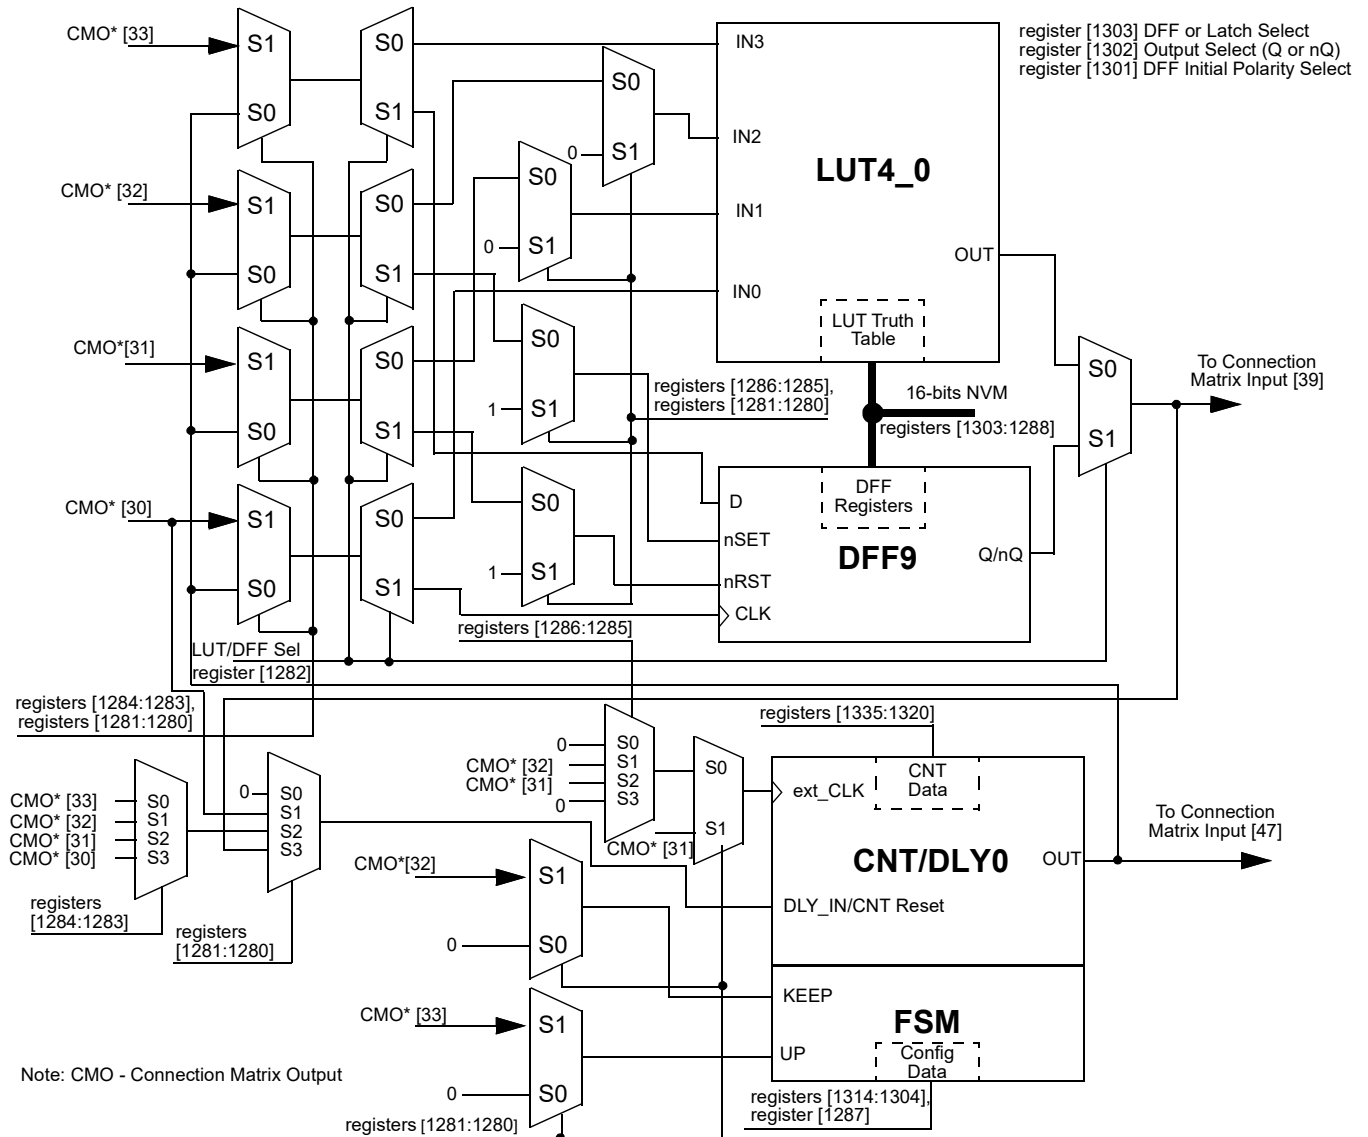 CMO* [33]
S1
S0
S0
S1
S0
0
S1
IN3
IN2
IN1
IN0
LUT4_0
OUT
LUT Truth
Table
register [1303] DFF or Latch Select
register [1302] Output Select (Q or nQ)
register [1301] DFF Initial Polarity Select
CMO* [32]
S1
S0
S0
S1
S0
0
S1
CMO*[31]
S1
S0
S0
S1
S0
1
S1
registers [1286:1285],
registers [1281:1280]
16-bits NVM
registers [1303:1288]
S0
S1
To Connection
Matrix Input [39]
CMO* [30]
S1
S0
S0
S1
S0
1
S1
D
nSET
nRST
CLK
DFF
Registers
DFF9
Q/nQ
LUT/DFF Sel
register [1282]
registers [1286:1285]
registers [1284:1283],
registers [1281:1280]
CMO* [33]
CMO* [32]
CMO* [31]
CMO* [30]
S0
S1
S2
S3
0
S0
S1
S2
S3
registers
[1284:1283]
registers
[1281:1280]
0
CMO* [32]
CMO* [31]
0
S0
S1
S2
S3
S0
S1
CMO* [31]
registers [1335:1320]
CNT
Data
ext_CLK
CNT/DLY0
OUT
DLY_IN/CNT Reset
To Connection
Matrix Input [47]
CMO*[32]
S1
0
S0
KEEP
FSM
UP
Config
Data
CMO* [33]
S1
0
S0
registers [1281:1280]
registers [1314:1304],
register [1287]
Note: CMO - Connection Matrix Output